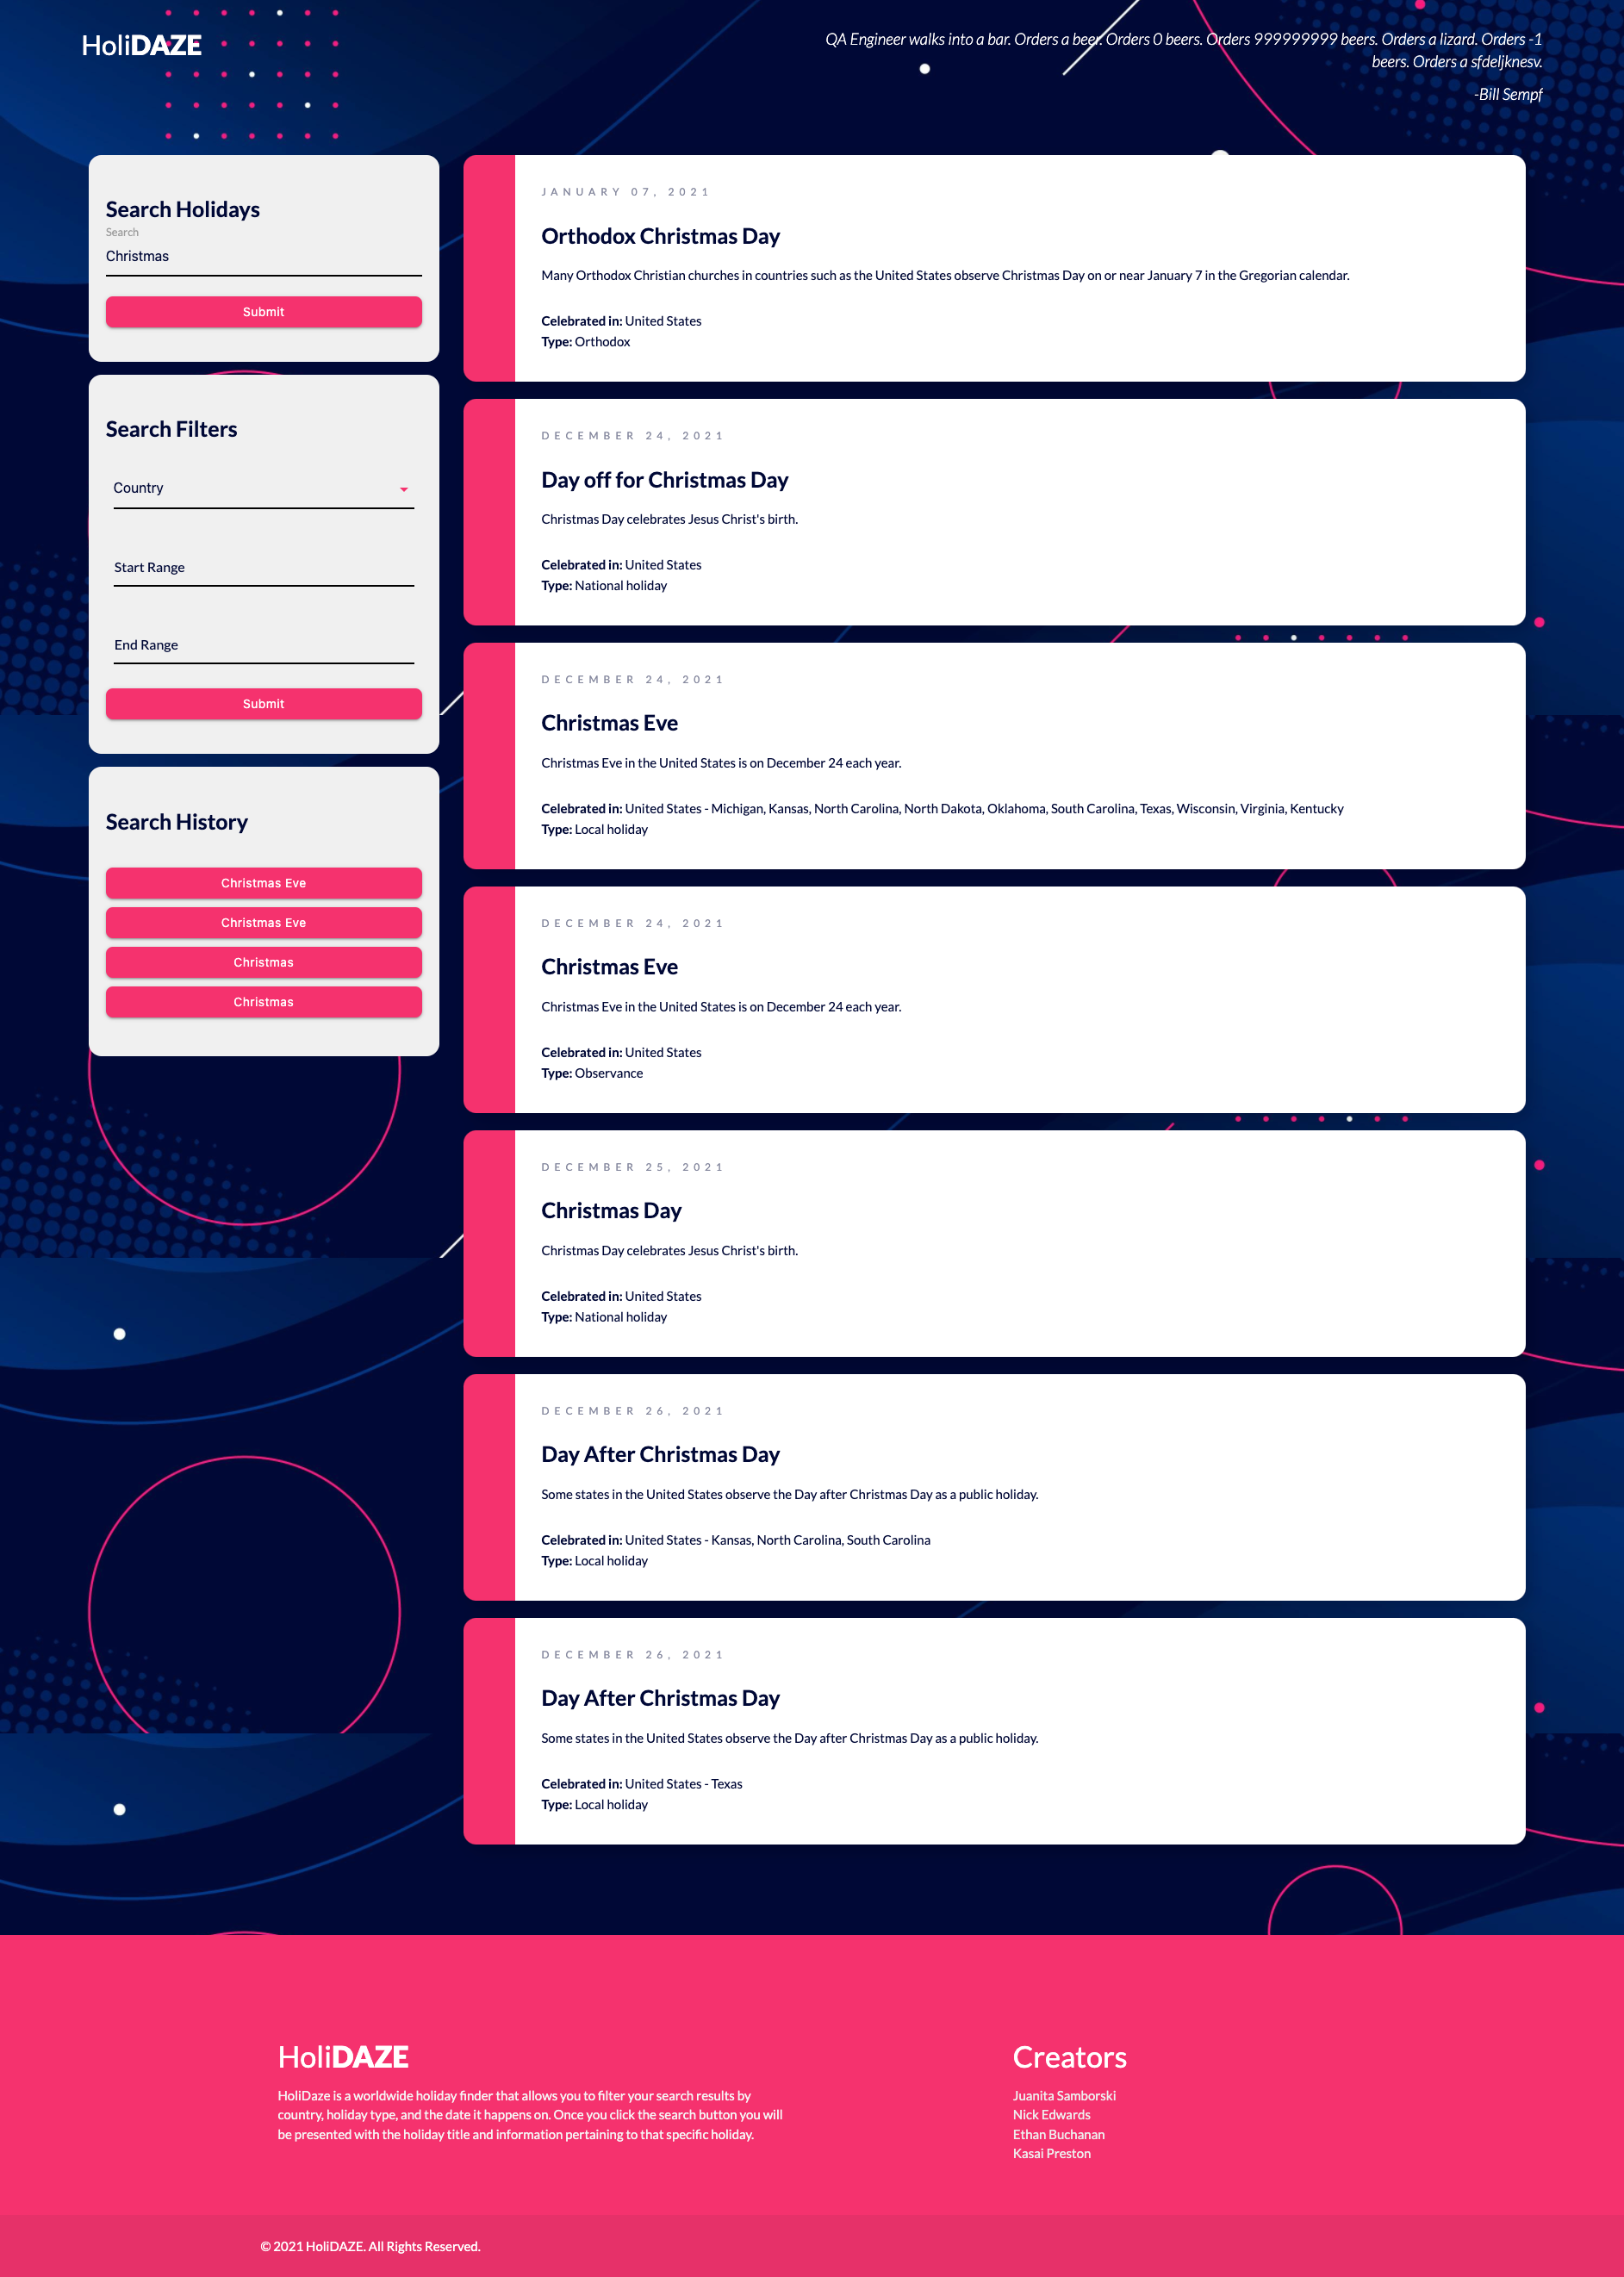 HoliDAZE
QA Engineer walks into a bar. Orders a beer. Orders 0 beers. Orders 999999999 beers. Orders a lizard. Orders -1
beers. Orders a sfdeljknesv.
-Bill Sempf
Search Holidays
Search
Christmas
Submit
Search Filters
Country
Start Range
End Range
Submit
Search History
Christmas Eve
Christmas Eve
Christmas
Christmas
JANUARY 07, 2021
Orthodox Christmas Day
Many Orthodox Christian churches in countries such as the United States observe Christmas Day on or near January 7 in the Gregorian calendar.
Celebrated in: United States
Type: Orthodox
DECEMBER 24, 2021
Day off for Christmas Day
Christmas Day celebrates Jesus Christ's birth.
Celebrated in: United States
Type: National holiday
DECEMBER 24, 2021
Christmas Eve
Christmas Eve in the United States is on December 24 each year.
Celebrated in: United States - Michigan, Kansas, North Carolina, North Dakota, Oklahoma, South Carolina, Texas, Wisconsin, Virginia, Kentucky
Type: Local holiday
DECEMBER 24, 2021
Christmas Eve
Christmas Eve in the United States is on December 24 each year.
Celebrated in: United States
Type: Observance
DECEMBER 25, 2021
Christmas Day
Christmas Day celebrates Jesus Christ's birth.
Celebrated in: United States
Type: National holiday
DECEMBER 26, 2021
Day After Christmas Day
Some states in the United States observe the Day after Christmas Day as a public holiday.
Celebrated in: United States - Kansas, North Carolina, South Carolina
Type: Local holiday
DECEMBER 26, 2021
Day After Christmas Day
Some states in the United States observe the Day after Christmas Day as a public holiday.
Celebrated in: United States - Texas
Type: Local holiday
HoliDAZE
HoliDaze is a worldwide holiday finder that allows you to filter your search results by
country, holiday type, and the date it happens on. Once you click the search button you will
be presented with the holiday title and information pertaining to that specific holiday.
Creators
Juanita Samborski
Nick Edwards
Ethan Buchanan
Kasai Preston
© 2021 HoliDAZE. All Rights Reserved.